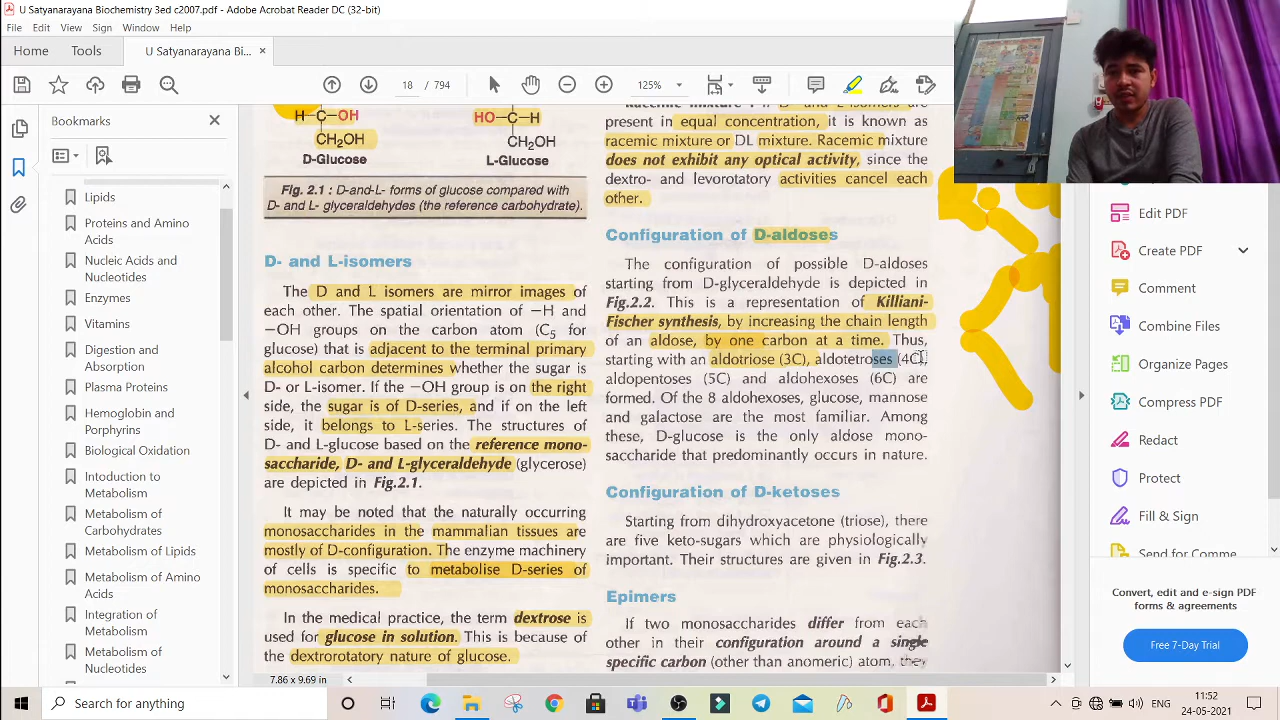 U Satyanarayana Biochemistry 3ed c2007.pdf - Adobe Acrobat Reader DC (32-bit)
File Edit View Sign Window Help
Home Tools U Satyanarayana Bi... ×
18 / 794 125%
Bookmarks
Lipids
Proteins and Amino
Acids
Nucleic Acids and
Nucleotides
Enzymes
Vitamins
Digestion and
Absorption
Plasma Proteins
Hemoglobin and
Porphyrins
Biological Oxidation
Intoduction to
Metabolism
Metabolism of
Carbohydrates
Metabolism of Lipids
Metabolism of Amino
Acids
Integration of
Metabolism
Metabolism of
Nucleotides
H—C—OH HO—C—H
CH₂OH CH₂OH
D-Glucose L-Glucose
Fig. 2.1 : D-and-L- forms of glucose compared with
D- and L- glyceraldehydes (the reference carbohydrate).
D- and L-isomers
The D and L isomers are mirror images of
each other. The spatial orientation of −H and
−OH groups on the carbon atom (C₅ for
glucose) that is adjacent to the terminal primary
alcohol carbon determines whether the sugar is
D- or L-isomer. If the −OH group is on the right
side, the sugar is of D-series, and if on the left
side, it belongs to L-series. The structures of
D- and L-glucose based on the reference mono-
saccharide, D- and L-glyceraldehyde (glycerose)
are depicted in Fig.2.1.
It may be noted that the naturally occurring
monosaccharides in the mammalian tissues are
mostly of D-configuration. The enzyme machinery
of cells is specific to metabolise D-series of
monosaccharides.
In the medical practice, the term dextrose is
used for glucose in solution. This is because of
the dextrorotatory nature of glucose.
present in equal concentration, it is known as
racemic mixture or DL mixture. Racemic mixture
does not exhibit any optical activity, since the
dextro- and levorotatory activities cancel each
other.
Configuration of D-aldoses
The configuration of possible D-aldoses
starting from D-glyceraldehyde is depicted in
Fig.2.2. This is a representation of Killiani-
Fischer synthesis, by increasing the chain length
of an aldose, by one carbon at a time. Thus,
starting with an aldotriose (3C), aldotetroses (4C),
aldopentoses (5C) and aldohexoses (6C) are
formed. Of the 8 aldohexoses, glucose, mannose
and galactose are the most familiar. Among
these, D-glucose is the only aldose mono-
saccharide that predominantly occurs in nature.
Configuration of D-ketoses
Starting from dihydroxyacetone (triose), there
are five keto-sugars which are physiologically
important. Their structures are given in Fig.2.3.
Epimers
If two monosaccharides differ from each
other in their configuration around a single
specific carbon (other than anomeric) atom, they
7.86 x 9.69 in
Edit PDF
Create PDF
Comment
Combine Files
Organize Pages
Compress PDF
Redact
Protect
Fill & Sign
Send for Comme
Convert, edit and e-sign PDF
forms & agreements
Free 7-Day Trial
Type here to search
ENG
11:52
24-05-2021